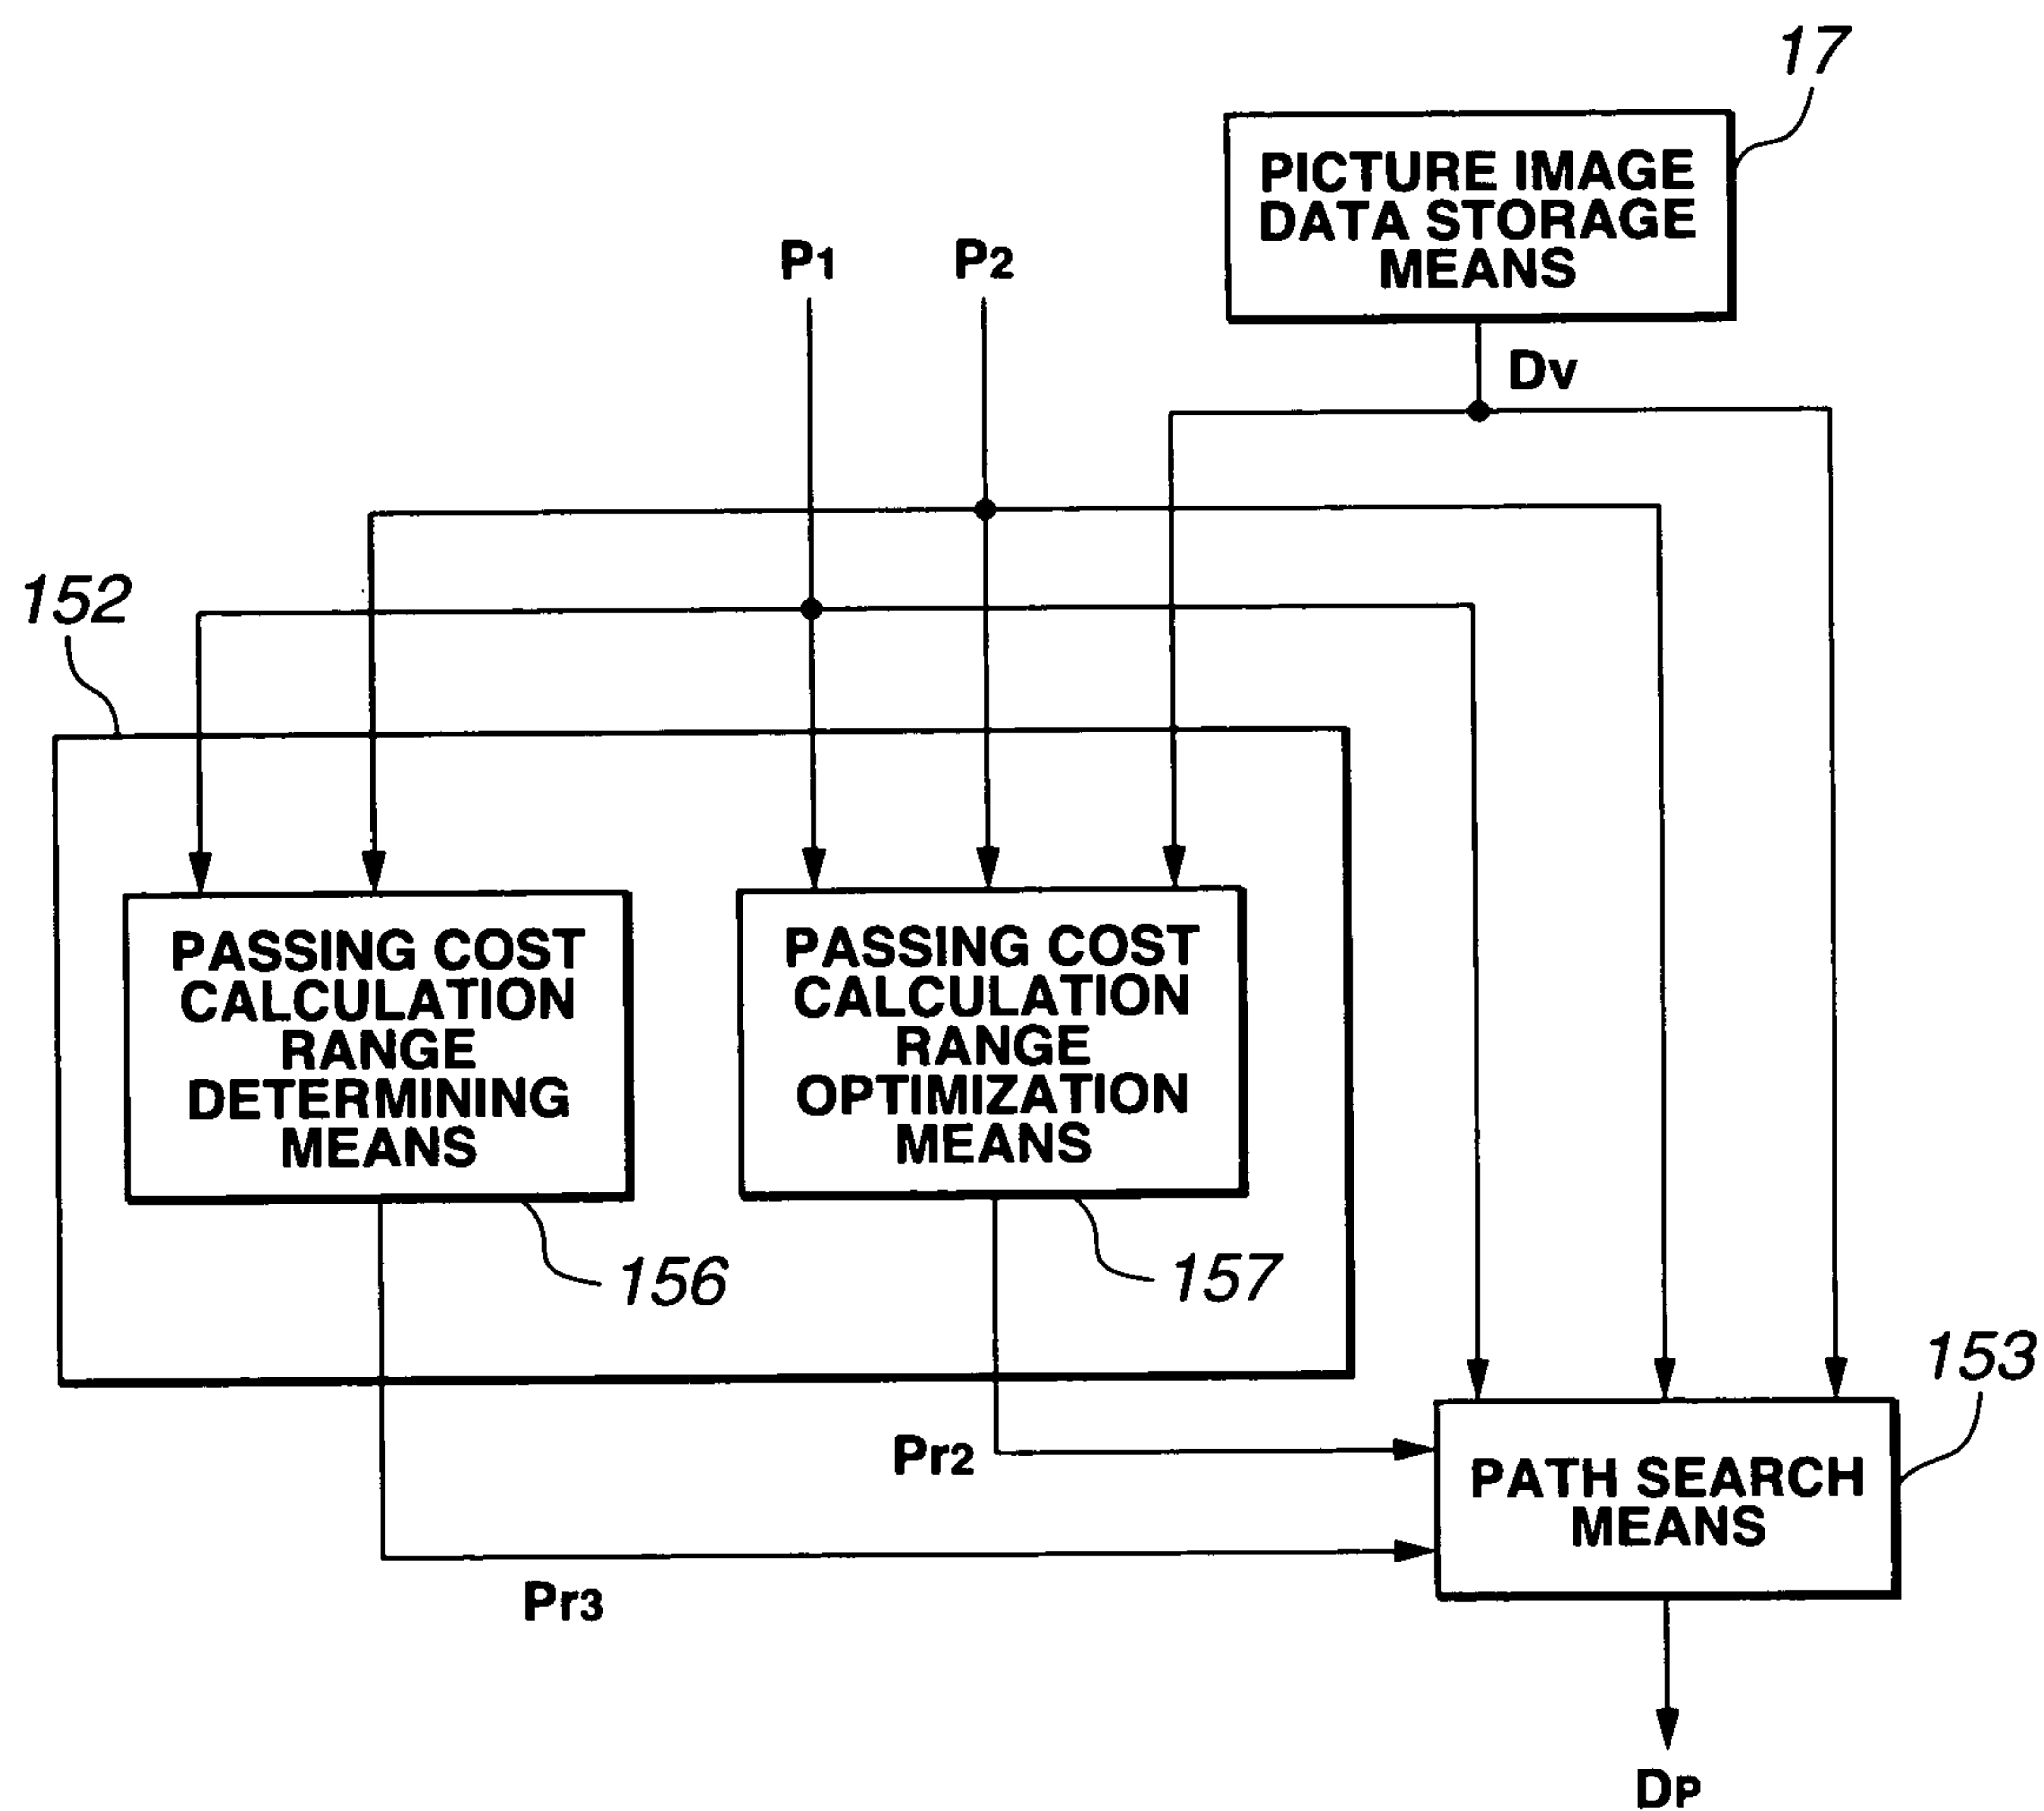 17
PICTURE IMAGE
DATA STORAGE
MEANS
P1
P2
Dv
152
PASSING COST
CALCULATION
RANGE
DETERMINING
MEANS
PASSING COST
CALCULATION
RANGE
OPTIMIZATION
MEANS
156
157
153
Pr2
PATH SEARCH
MEANS
Pr3
DP